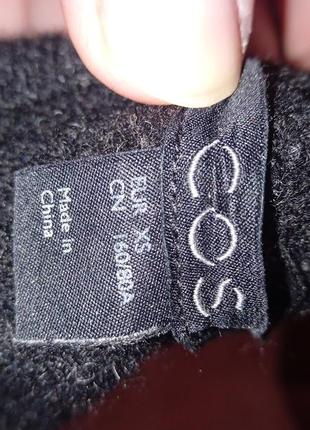 COS
EUR XS
CN 160/80A
Made in
China